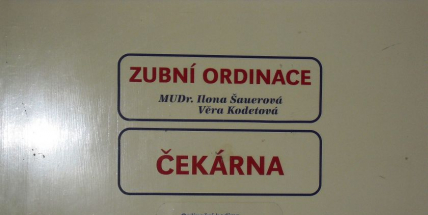 ZUBNÍ ORDINACE
MUDr. Ilona Šauerová
Věra Kodetová
ČEKÁRNA